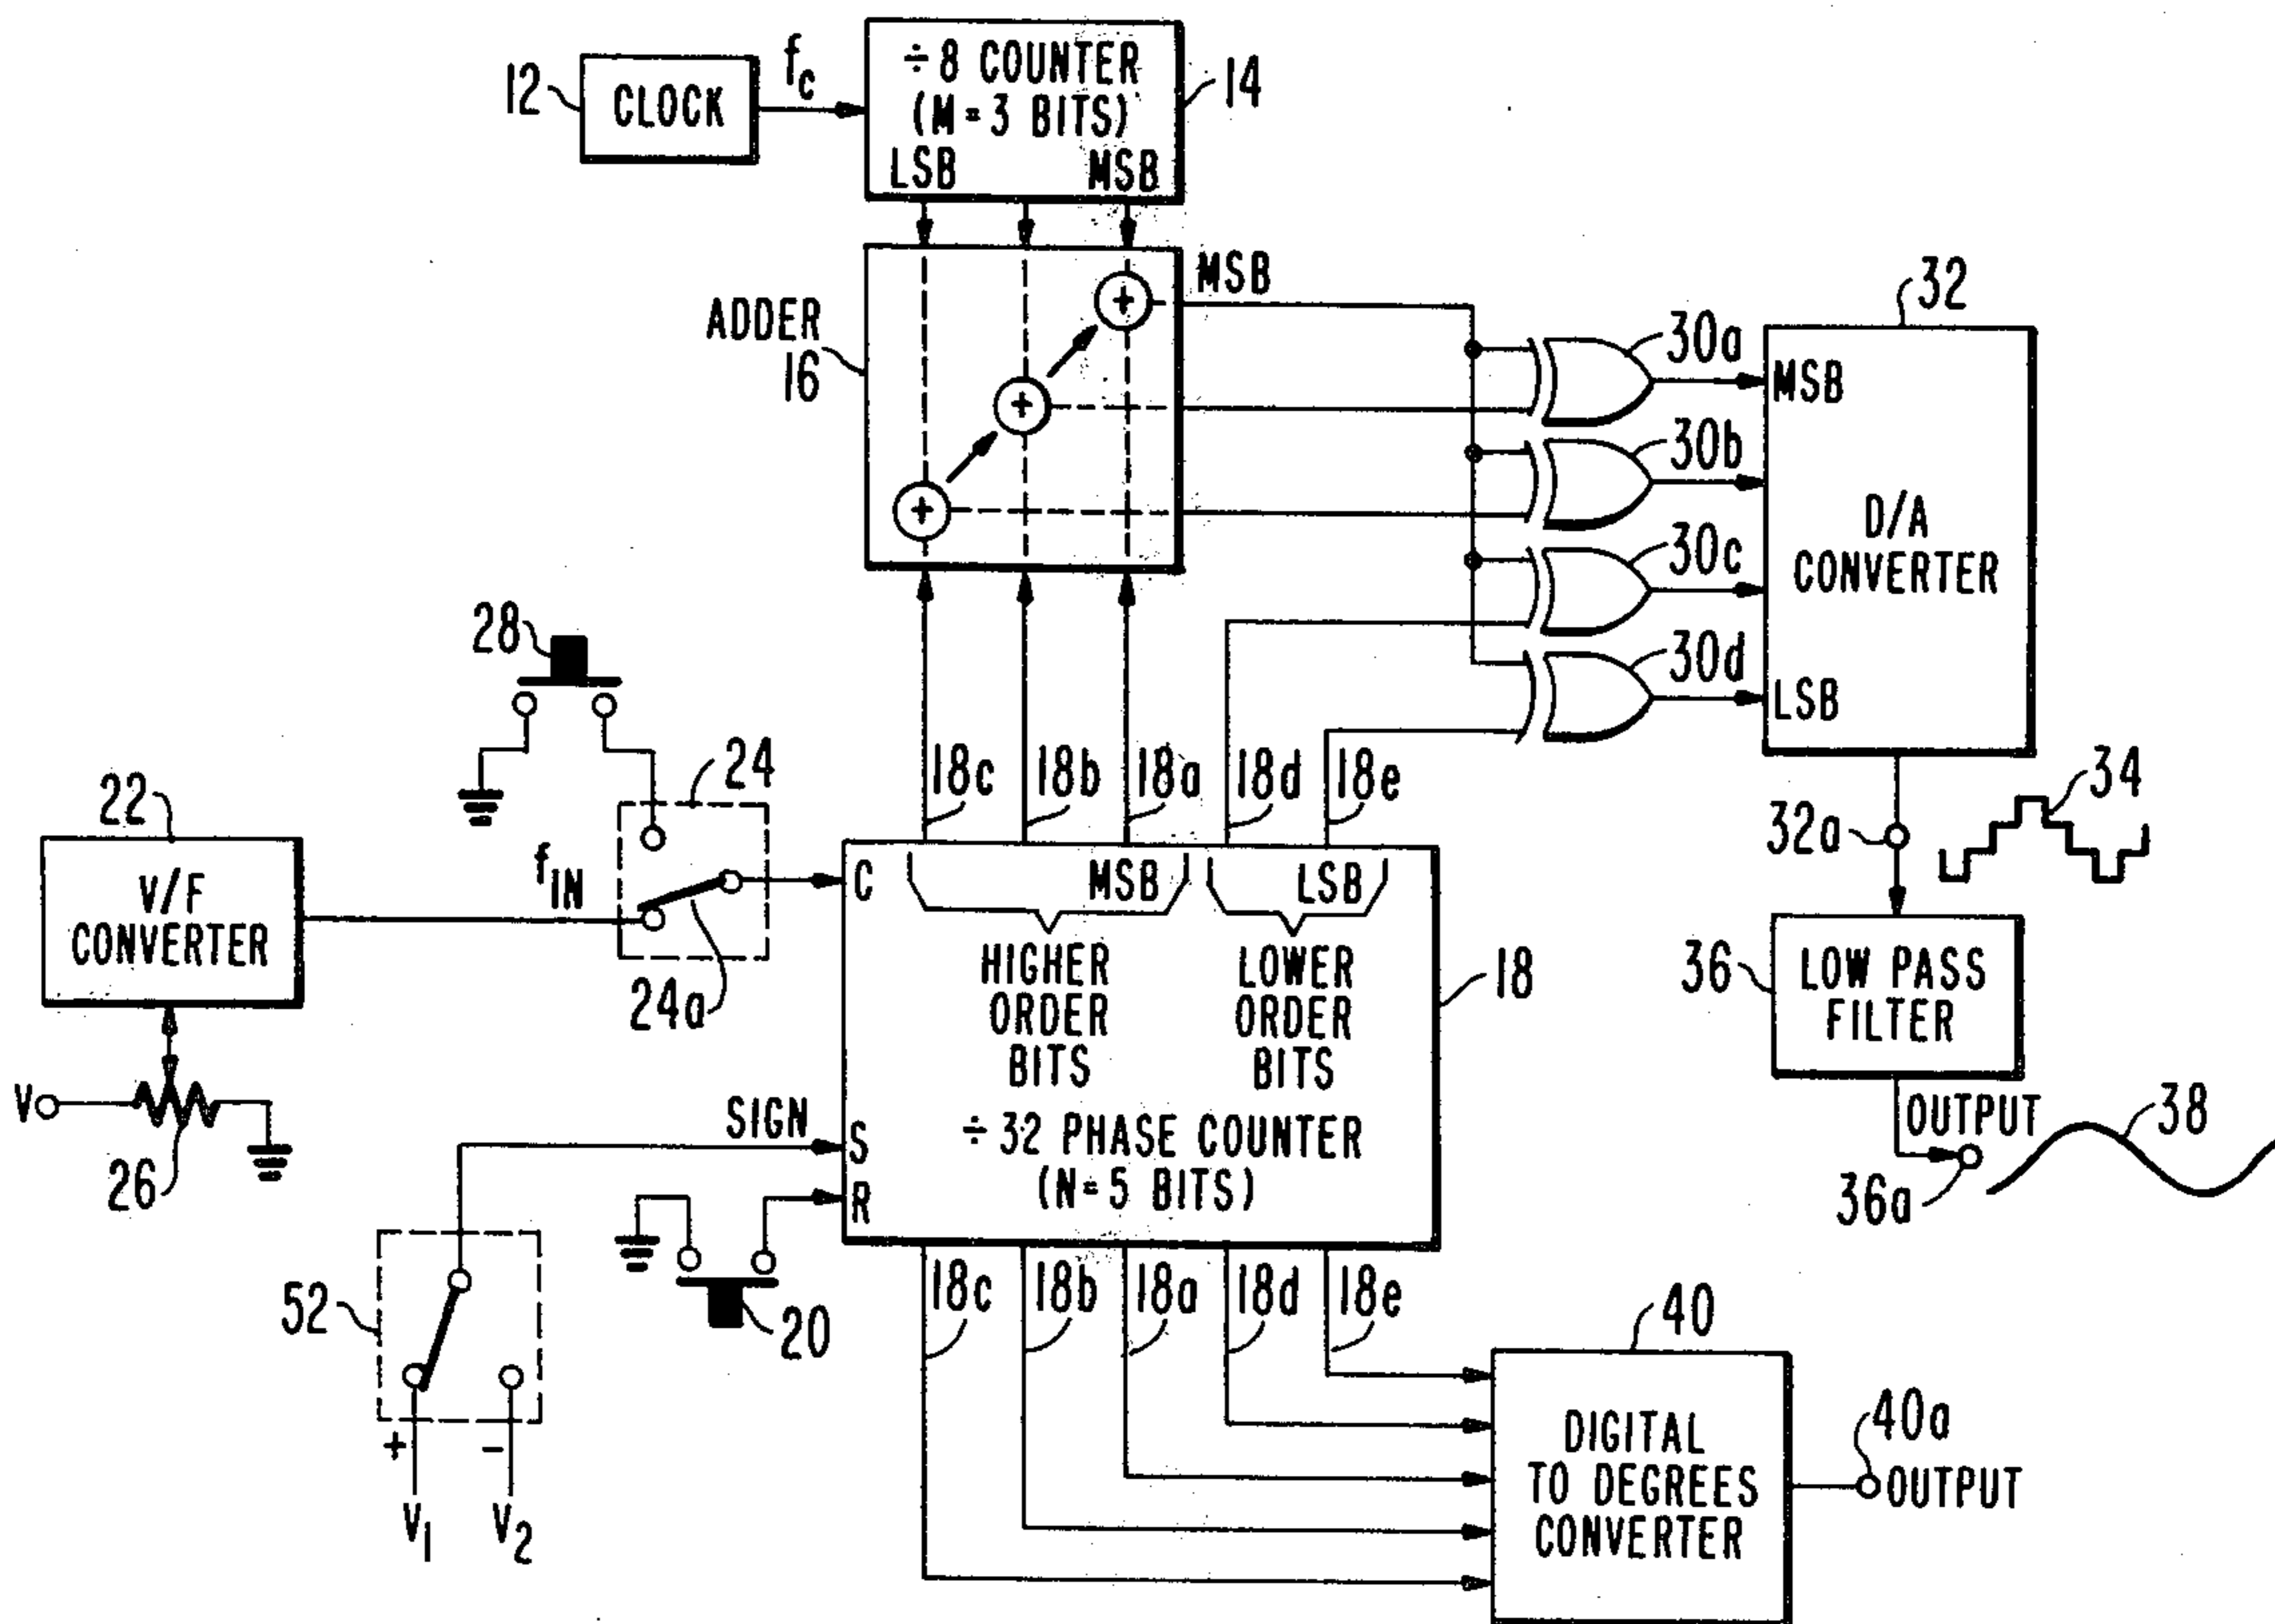 12
CLOCK
f_c
÷8 COUNTER
(M=3 BITS)
LSB MSB
14
ADDER
16
MSB
30a
30b
30c
30d
32
MSB
D/A
CONVERTER
LSB
32a
34
36
LOW PASS
FILTER
OUTPUT
36a
38
28
24
22
V/F
CONVERTER
f_IN
24a
V
26
18c
18b
18a
18d
18e
C
MSB
LSB
HIGHER
ORDER
BITS
LOWER
ORDER
BITS
18
÷32 PHASE COUNTER
(N=5 BITS)
SIGN
S
R
20
52
+
-
V1
V2
18c
18b
18a
18d
18e
40
DIGITAL
TO DEGREES
CONVERTER
40a
OUTPUT